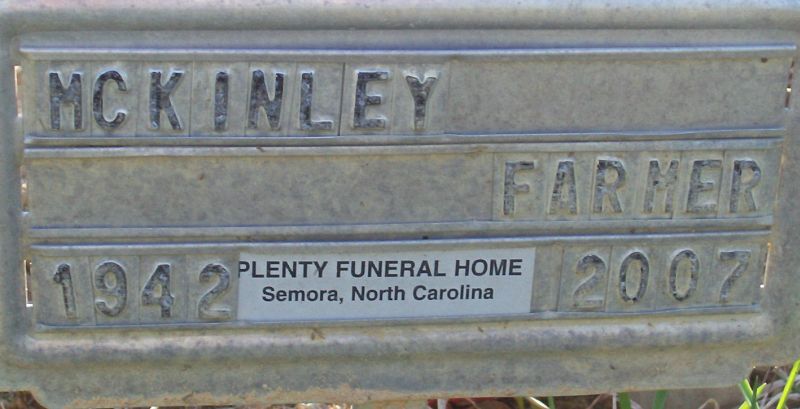 MCKINLEY
FARMER
1942 PLENTY FUNERAL HOME 2007
Semora, North Carolina